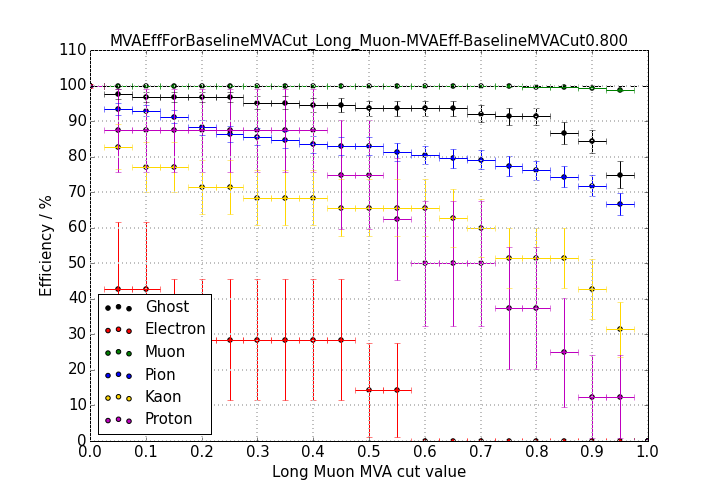 MVAEffForBaselineMVACut_Long_Muon-MVAEff-BaselineMVACut0.800
110
100
90
80
70
60
50
40
30
20
10
0
Efficiency / %
Ghost
Electron
Muon
Pion
Kaon
Proton
0.0 0.1 0.2 0.3 0.4 0.5 0.6 0.7 0.8 0.9 1.0
Long Muon MVA cut value